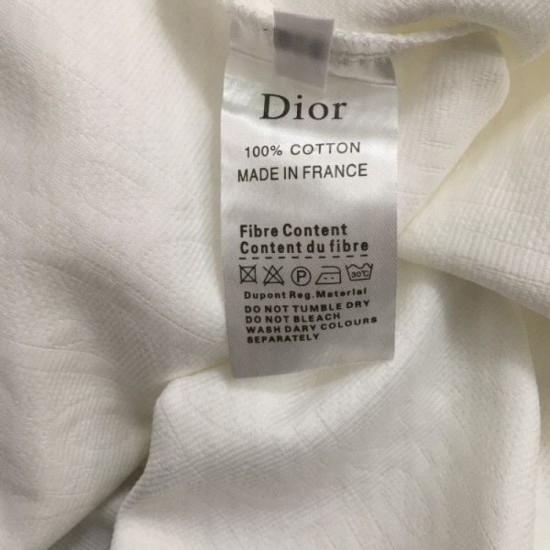 Dior
100% COTTON
MADE IN FRANCE
Fibre Content
Content du fibre
P 30℃
Dupont Reg. Material
DO NOT TUMBLE DRY
DO NOT BLEACH
WASH DARY COLOURS
SEPARATELY